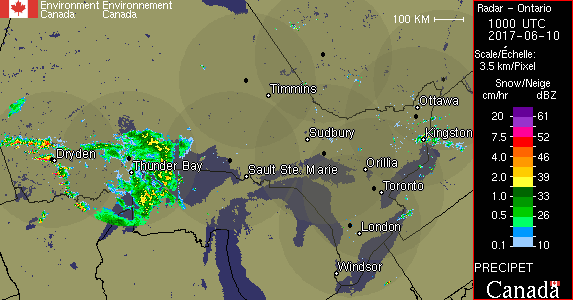 Environment Environnement
Canada Canada
100 KM
Timmins
Ottawa
Sudbury
Kingston
Dryden
Thunder Bay
Sault Ste. Marie
Orillia
Toronto
London
Windsor
Radar - Ontario
1000 UTC
2017-06-10
Scale/Échelle:
3.5 km/Pixel
Snow/Neige
cm/hr dBZ
20 61
7.5 52
4.0 46
2.0 39
1.0 33
0.5 26
0.1 10
PRECIPET
Canada